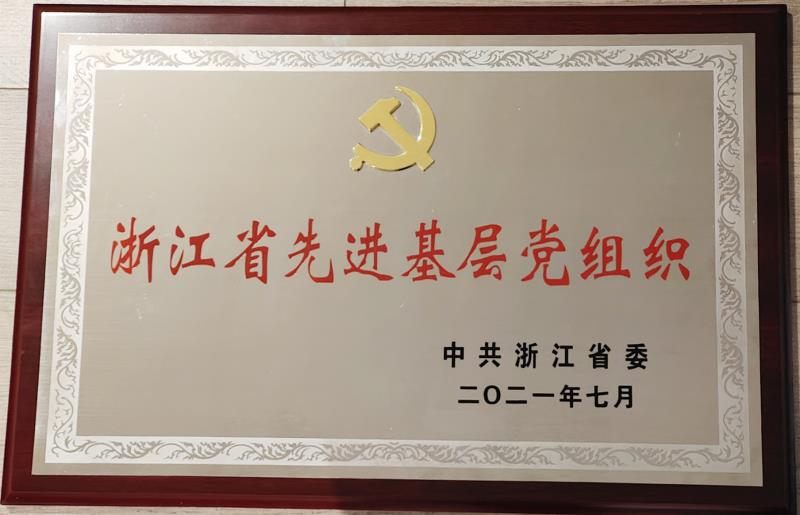 浙江省先进基层党组织
中共浙江省委
二〇二一年七月